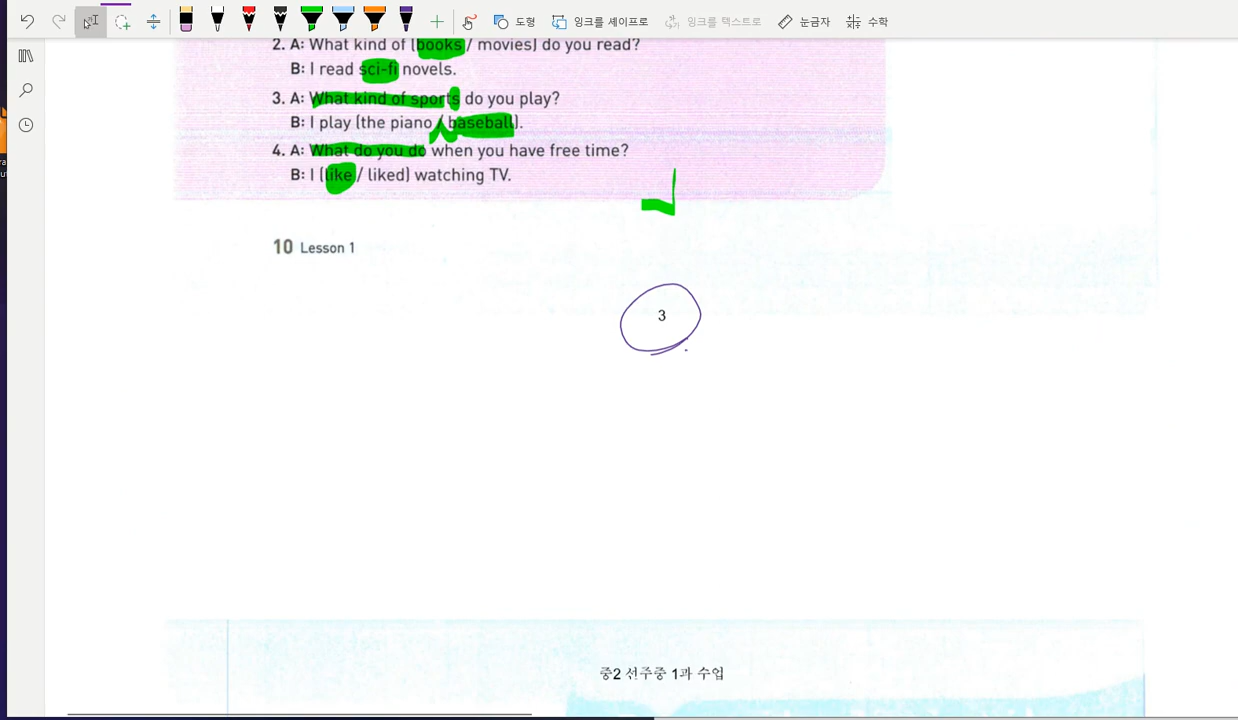 도형
잉크를 셰이프로
잉크를 텍스트로
눈금자
수학
2. A: What kind of (books / movies) do you read?
B: I read sci-fi novels.
3. A: What kind of sports do you play?
B: I play (the piano / baseball).
4. A: What do you do when you have free time?
B: I (like / liked) watching TV.
10 Lesson 1
3
중2 선주중 1과 수업